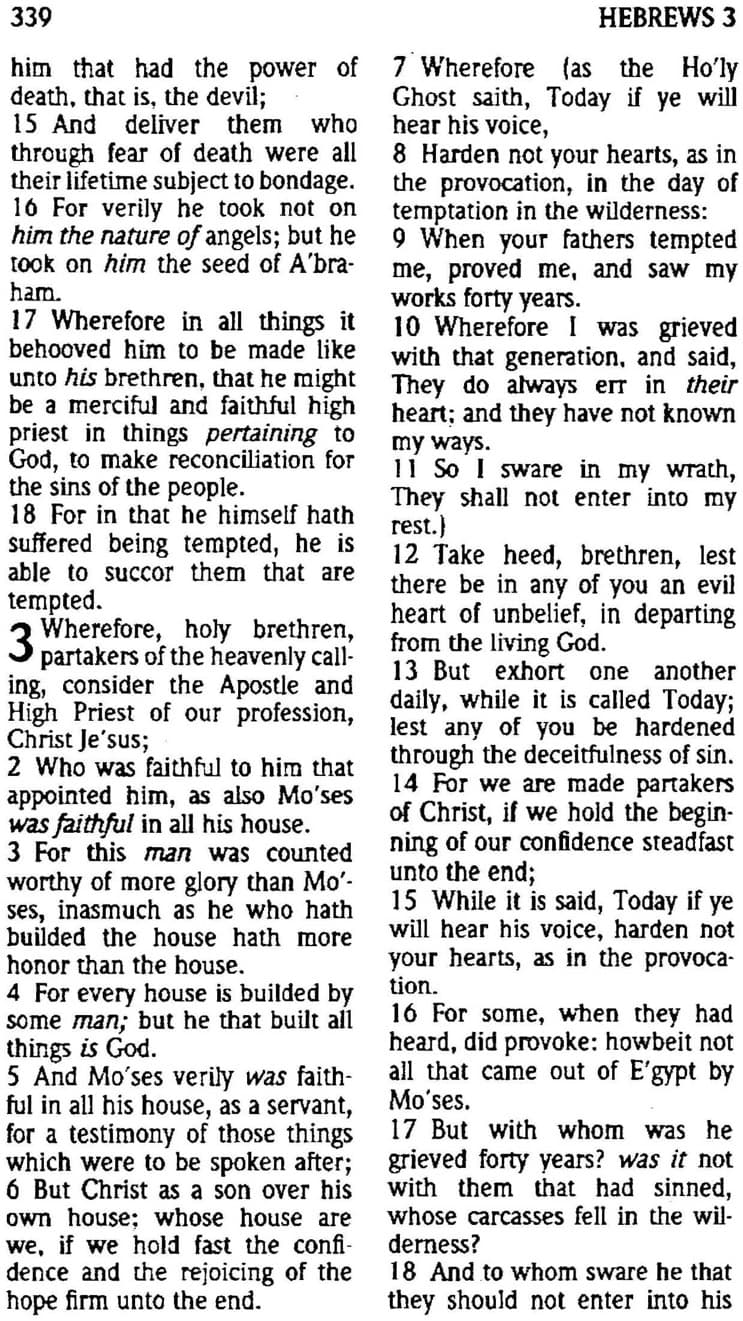 339
HEBREWS 3
him that had the power of
death, that is, the devil;
15 And deliver them who
through fear of death were all
their lifetime subject to bondage.
16 For verily he took not on
him the nature of angels; but he
took on him the seed of A'bra-
ham.
17 Wherefore in all things it
behooved him to be made like
unto his brethren, that he might
be a merciful and faithful high
priest in things pertaining to
God, to make reconciliation for
the sins of the people.
18 For in that he himself hath
suffered being tempted, he is
able to succor them that are
tempted.
3 Wherefore, holy brethren,
partakers of the heavenly call-
ing, consider the Apostle and
High Priest of our profession,
Christ Je'sus;
2 Who was faithful to him that
appointed him, as also Mo'ses
was faithful in all his house.
3 For this man was counted
worthy of more glory than Mo'-
ses, inasmuch as he who hath
builded the house hath more
honor than the house.
4 For every house is builded by
some man; but he that built all
things is God.
5 And Mo'ses verily was faith-
ful in all his house, as a servant,
for a testimony of those things
which were to be spoken after;
6 But Christ as a son over his
own house; whose house are
we, if we hold fast the confi-
dence and the rejoicing of the
hope firm unto the end.
7 Wherefore (as the Ho'ly
Ghost saith, Today if ye will
hear his voice,
8 Harden not your hearts, as in
the provocation, in the day of
temptation in the wilderness:
9 When your fathers tempted
me, proved me, and saw my
works forty years.
10 Wherefore I was grieved
with that generation, and said,
They do always err in their
heart; and they have not known
my ways.
11 So I sware in my wrath,
They shall not enter into my
rest.)
12 Take heed, brethren, lest
there be in any of you an evil
heart of unbelief, in departing
from the living God.
13 But exhort one another
daily, while it is called Today;
lest any of you be hardened
through the deceitfulness of sin.
14 For we are made partakers
of Christ, if we hold the begin-
ning of our confidence steadfast
unto the end;
15 While it is said, Today if ye
will hear his voice, harden not
your hearts, as in the provoca-
tion.
16 For some, when they had
heard, did provoke: howbeit not
all that came out of E'gypt by
Mo'ses.
17 But with whom was he
grieved forty years? was it not
with them that had sinned,
whose carcasses fell in the wil-
derness?
18 And to whom sware he that
they should not enter into his